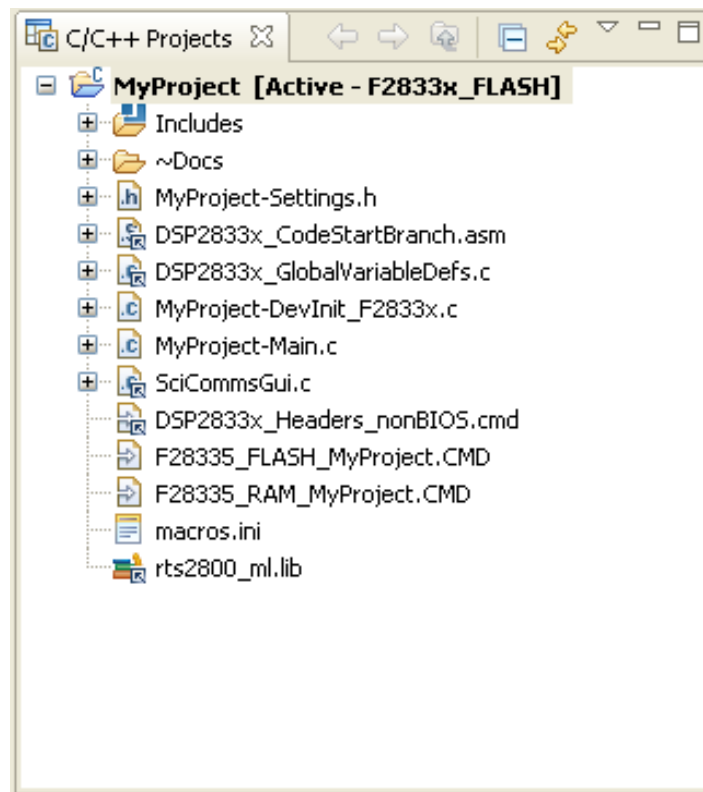 C/C++ Projects
MyProject [Active - F2833x_FLASH]
Includes
~Docs
MyProject-Settings.h
DSP2833x_CodeStartBranch.asm
DSP2833x_GlobalVariableDefs.c
MyProject-DevInit_F2833x.c
MyProject-Main.c
SciCommsGui.c
DSP2833x_Headers_nonBIOS.cmd
F28335_FLASH_MyProject.CMD
F28335_RAM_MyProject.CMD
macros.ini
rts2800_ml.lib